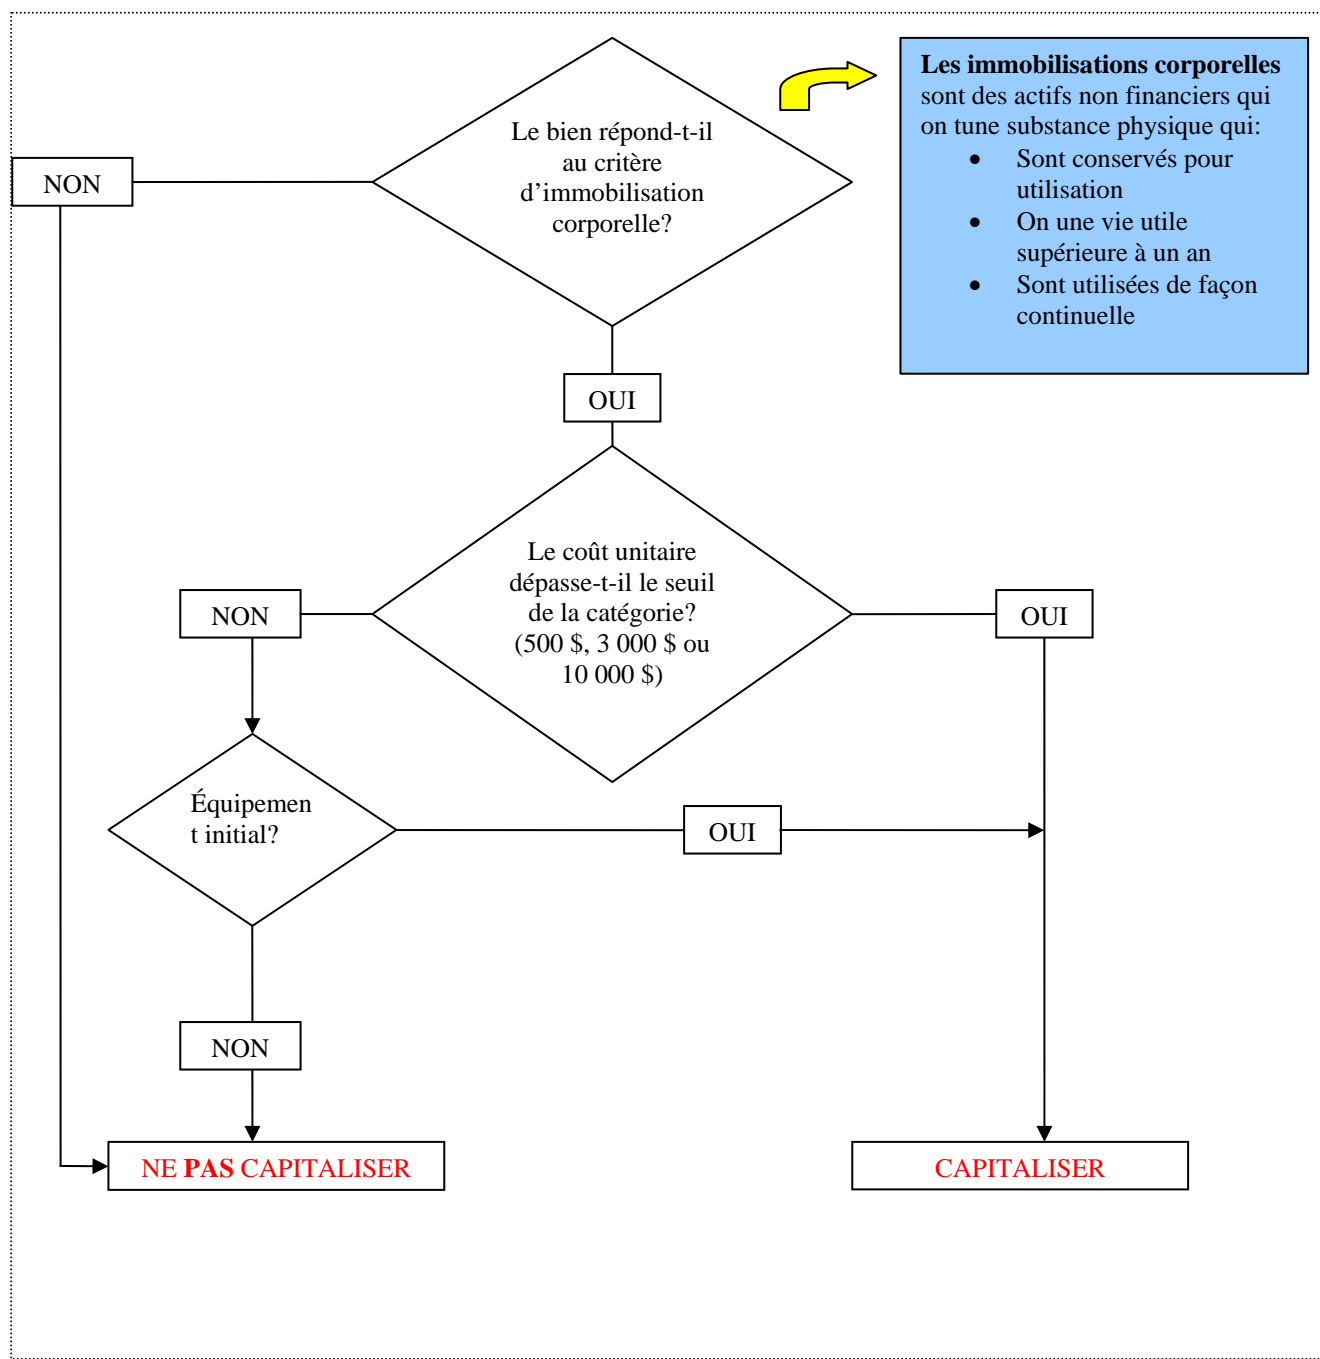 Le bien répond-t-il
au critère
d'immobilisation
corporelle?
Les immobilisations corporelles
sont des actifs non financiers qui
on tune substance physique qui:
• Sont conservés pour
utilisation
• On une vie utile
supérieure à un an
• Sont utilisées de façon
continuelle
NON
OUI
Le coût unitaire
dépasse-t-il le seuil
de la catégorie?
(500 $, 3 000 $ ou
10 000 $)
NON
OUI
Équipemen
t initial?
OUI
NON
NE PAS CAPITALISER
CAPITALISER